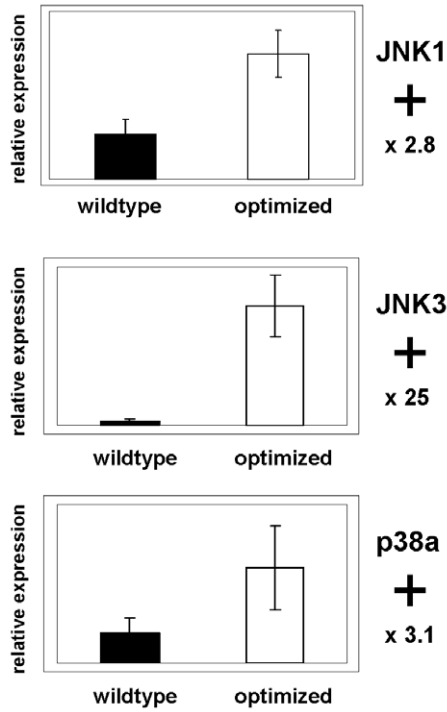 relative expression
wildtype
optimized
JNK1
+
x 2.8
relative expression
wildtype
optimized
JNK3
+
x 25
relative expression
wildtype
optimized
p38a
+
x 3.1